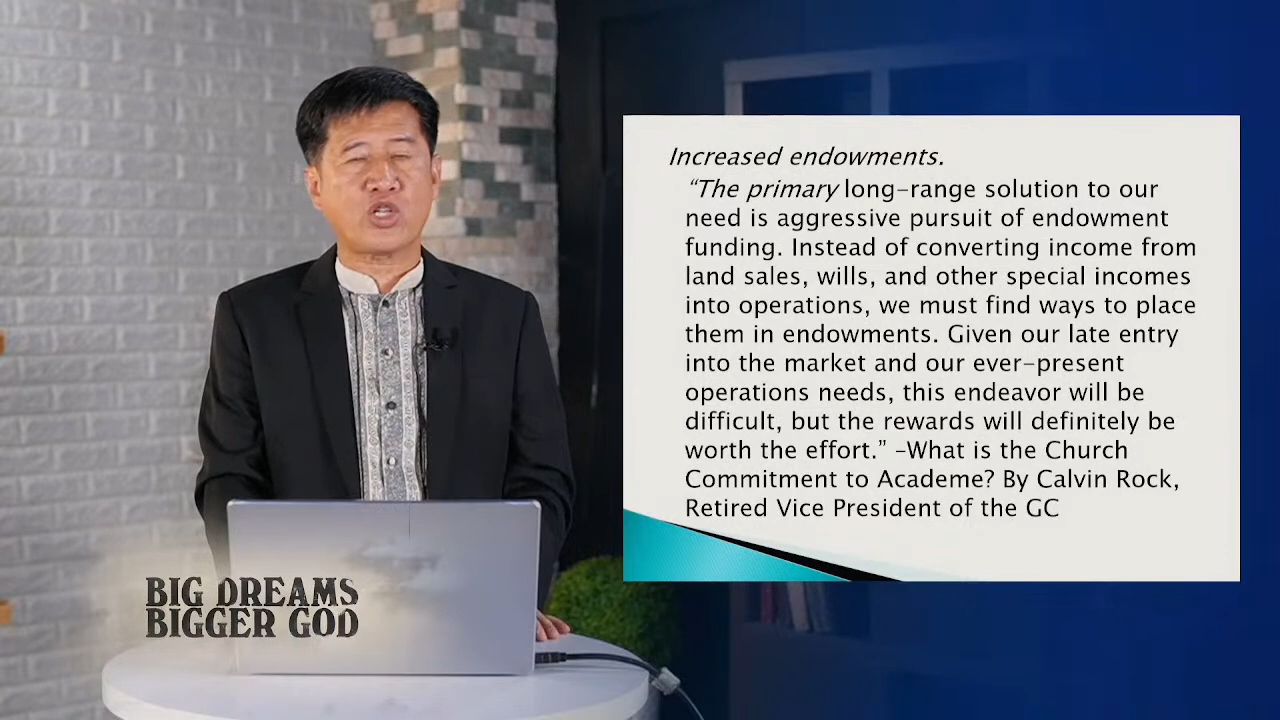 Increased endowments.
“The primary long-range solution to our
need is aggressive pursuit of endowment
funding. Instead of converting income from
land sales, wills, and other special incomes
into operations, we must find ways to place
them in endowments. Given our late entry
into the market and our ever-present
operations needs, this endeavor will be
difficult, but the rewards will definitely be
worth the effort.” -What is the Church
Commitment to Academe? By Calvin Rock,
Retired Vice President of the GC
BIG DREAMS
BIGGER GOD